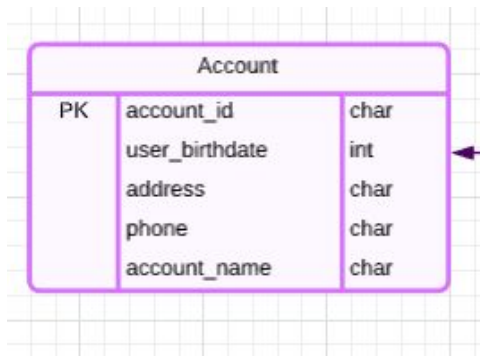 Account
PK account_id char
user_birthdate int
address char
phone char
account_name char